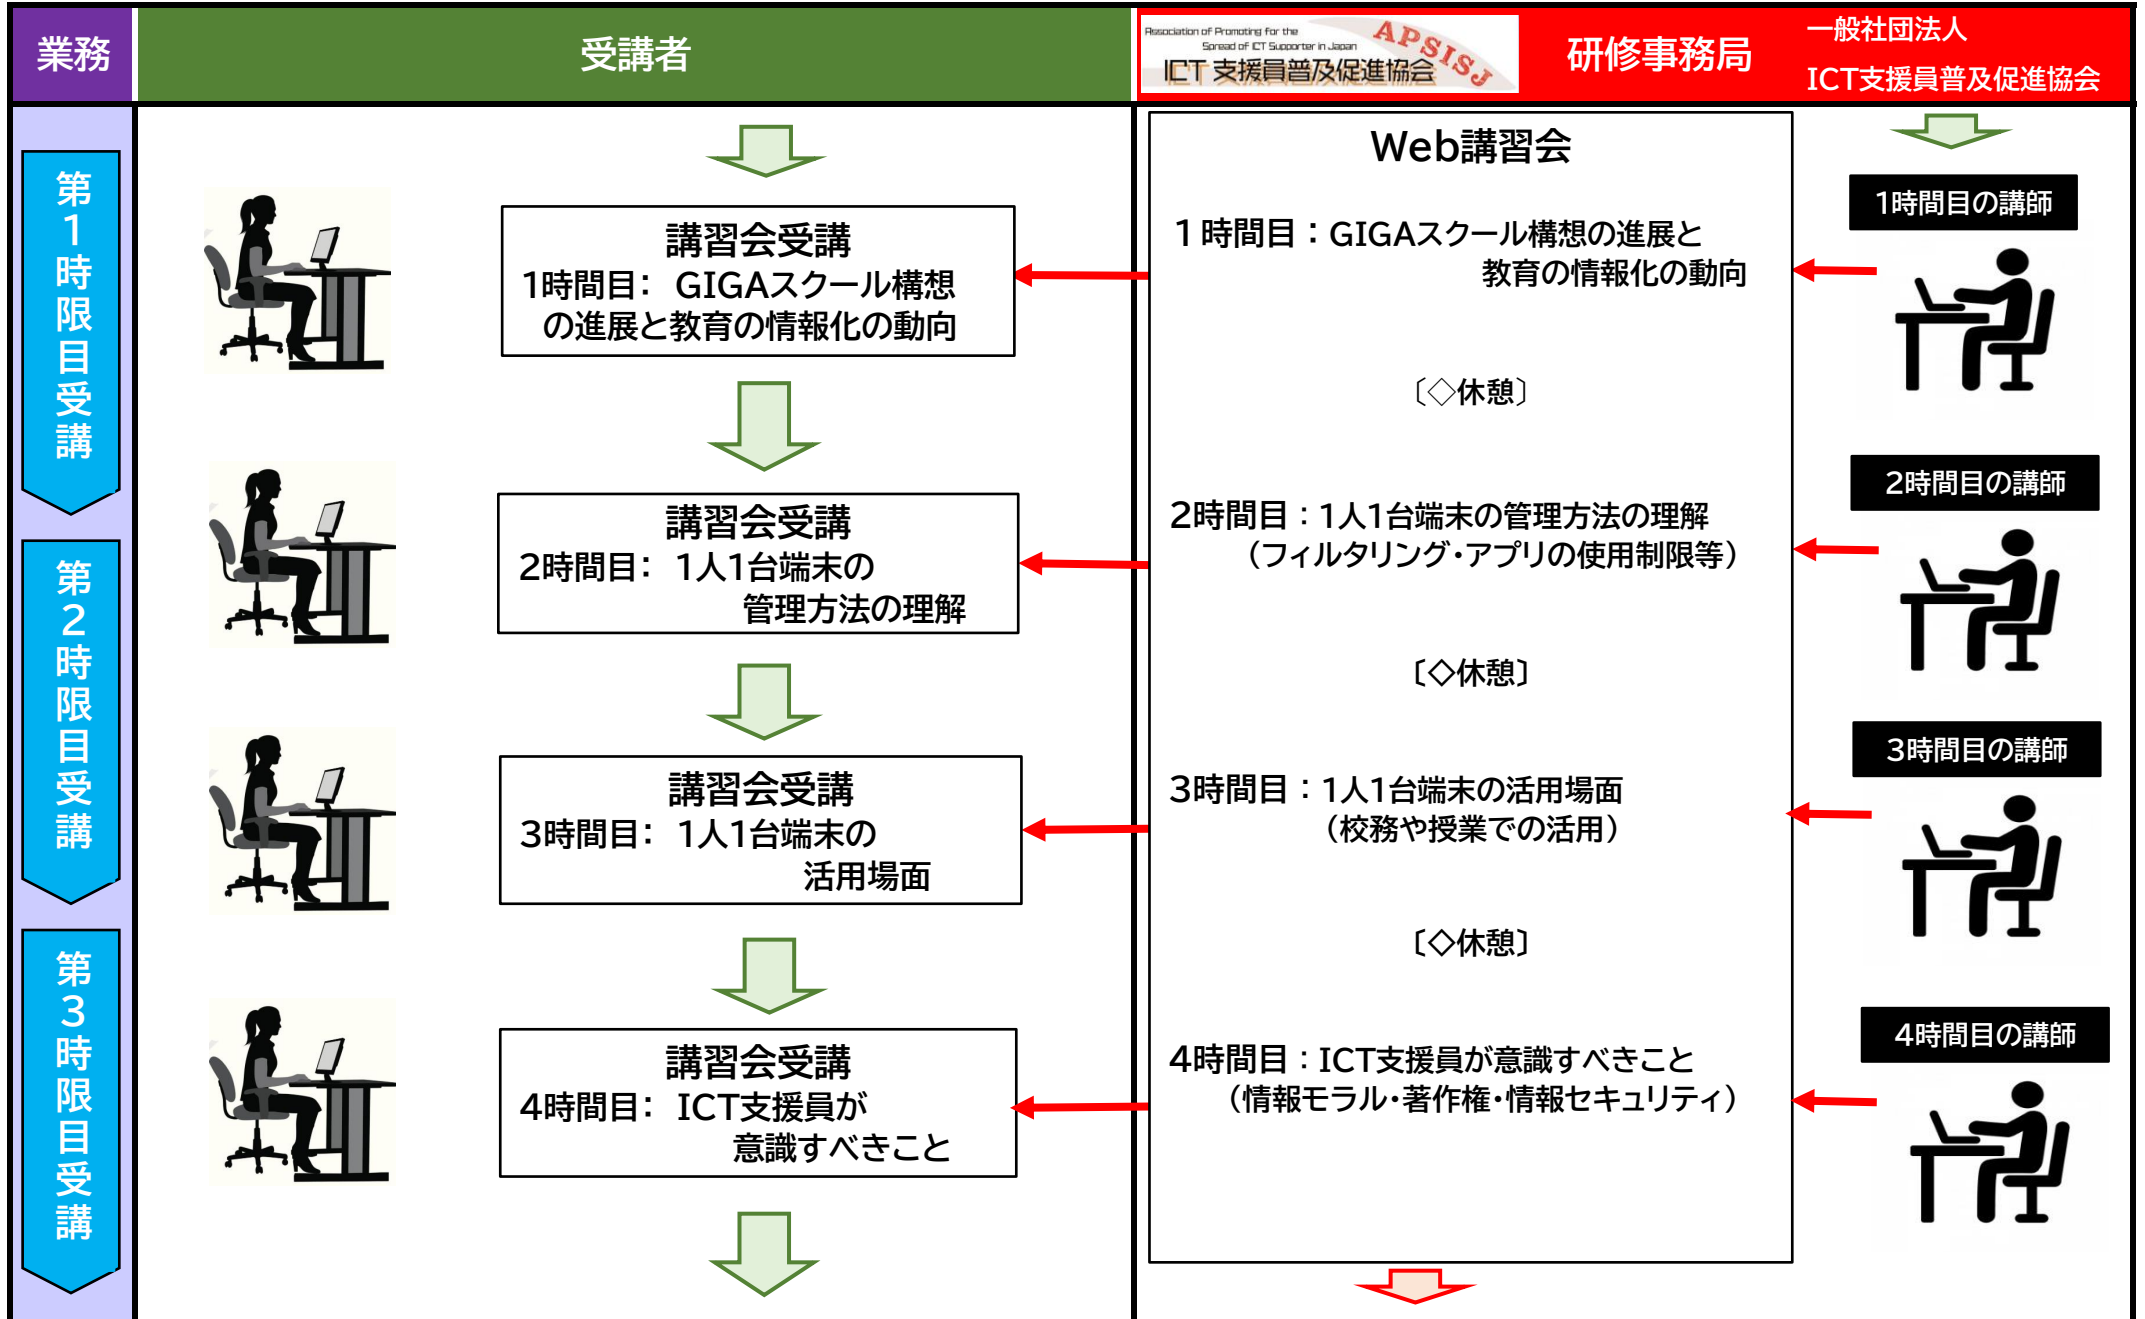 業務
受講者
Association of Promoting for the
Spread of ICT Supporter in Japan
APSISJ
ICT 支援員普及促進協会
研修事務局
一般社団法人
ICT支援員普及促進協会
第1時限目受講
第2時限目受講
第3時限目受講
講習会受講
1時間目： GIGAスクール構想
の進展と教育の情報化の動向
講習会受講
2時間目： 1人1台端末の
管理方法の理解
講習会受講
3時間目： 1人1台端末の
活用場面
講習会受講
4時間目： ICT支援員が
意識すべきこと
Web講習会
1時間目：GIGAスクール構想の進展と
教育の情報化の動向
〔◇休憩〕
2時間目：1人1台端末の管理方法の理解
（フィルタリング・アプリの使用制限等）
〔◇休憩〕
3時間目：1人1台端末の活用場面
（校務や授業での活用）
〔◇休憩〕
4時間目：ICT支援員が意識すべきこと
（情報モラル・著作権・情報セキュリティ）
1時間目の講師
2時間目の講師
3時間目の講師
4時間目の講師